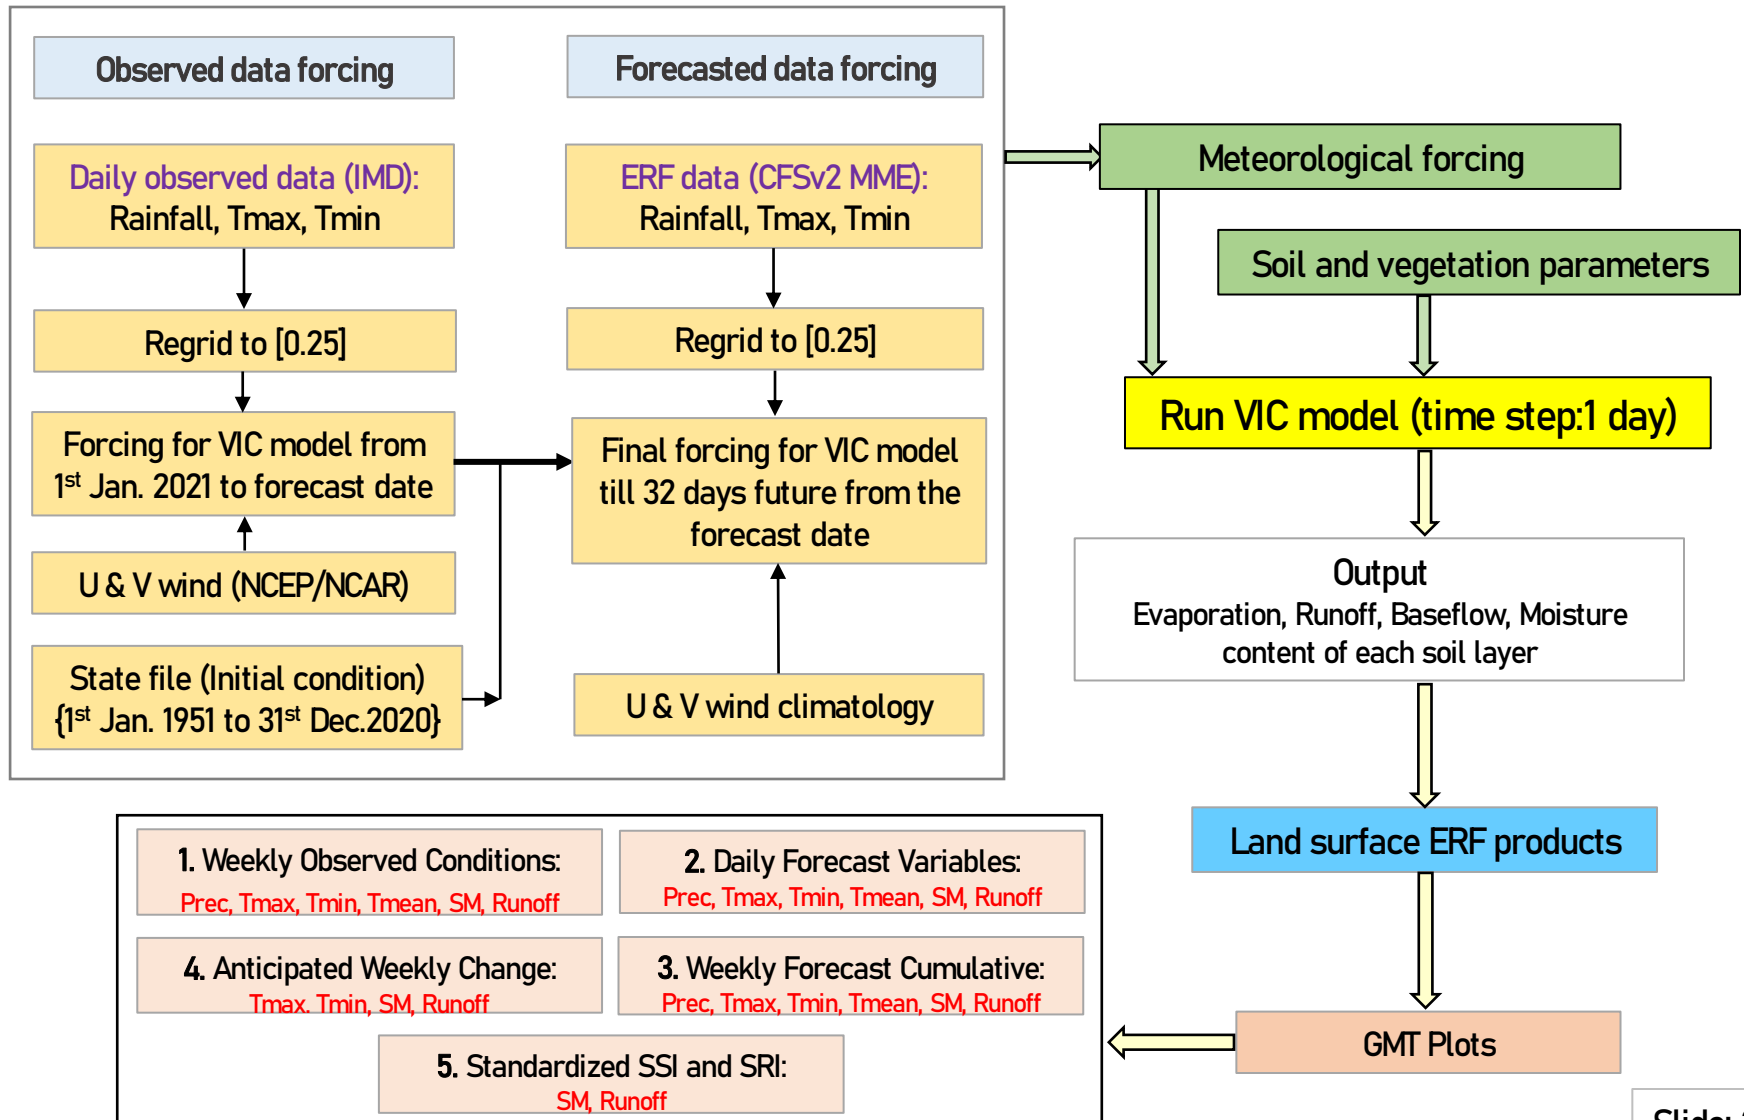 Observed data forcing
Daily observed data (IMD):
Rainfall, Tmax, Tmin
Regrid to [0.25]
Forcing for VIC model from
1st Jan. 2021 to forecast date
U & V wind (NCEP/NCAR)
State file (Initial condition)
{1st Jan. 1951 to 31st Dec.2020}
Forecasted data forcing
ERF data (CFSv2 MME):
Rainfall, Tmax, Tmin
Regrid to [0.25]
Final forcing for VIC model
till 32 days future from the
forecast date
U & V wind climatology
Meteorological forcing
Soil and vegetation parameters
Run VIC model (time step:1 day)
Output
Evaporation, Runoff, Baseflow, Moisture
content of each soil layer
Land surface ERF products
GMT Plots
1. Weekly Observed Conditions:
Prec, Tmax, Tmin, Tmean, SM, Runoff
2. Daily Forecast Variables:
Prec, Tmax, Tmin, Tmean, SM, Runoff
4. Anticipated Weekly Change:
Tmax. Tmin, SM, Runoff
3. Weekly Forecast Cumulative:
Prec, Tmax, Tmin, Tmean, SM, Runoff
5. Standardized SSI and SRI:
SM, Runoff